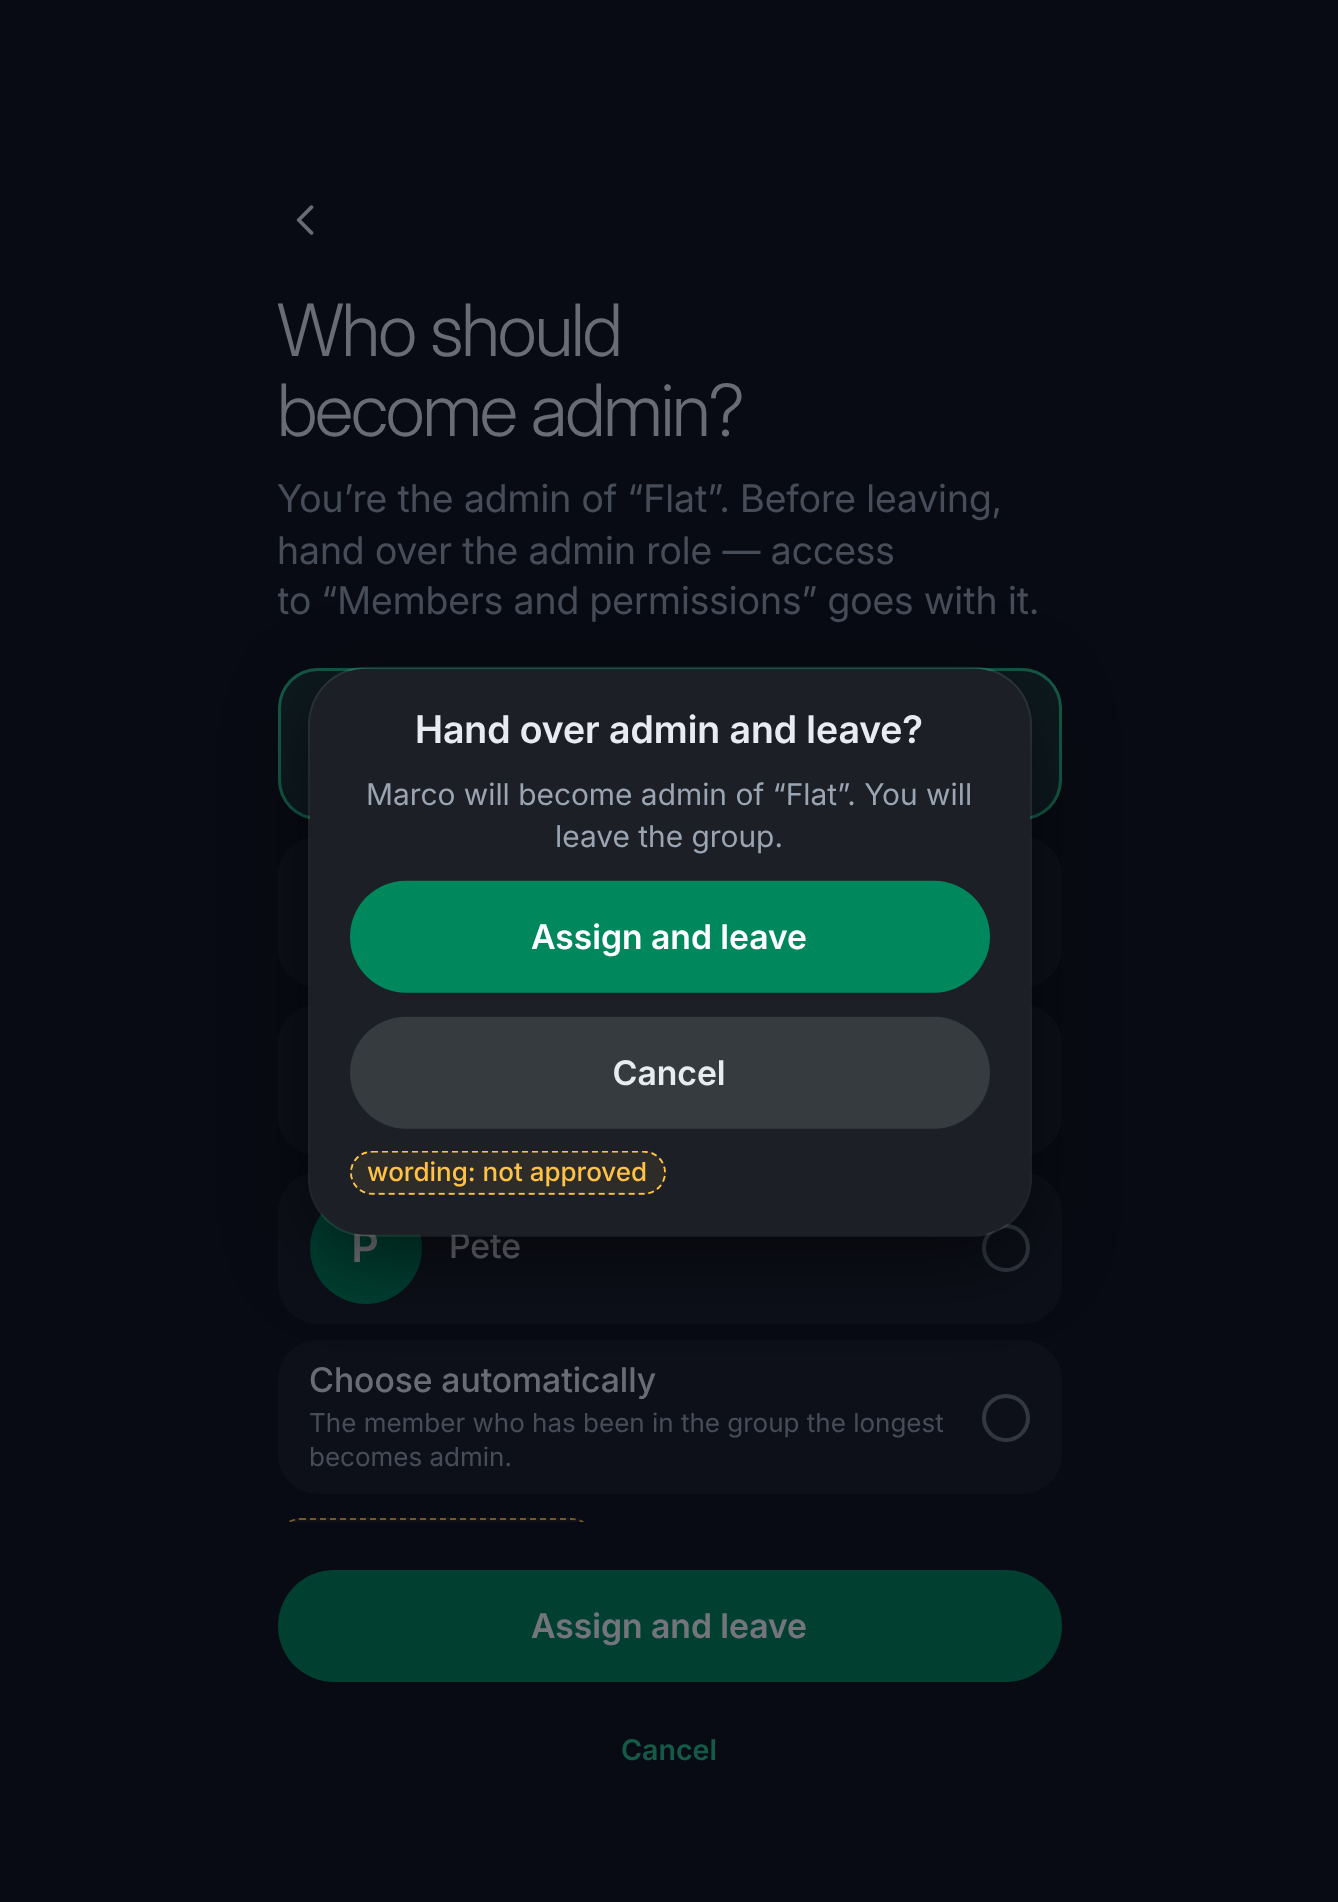 Who should
become admin?
You’re the admin of “Flat”. Before leaving,
hand over the admin role — access
to “Members and permissions” goes with it.
Hand over admin and leave?
Marco will become admin of “Flat”. You will
leave the group.
Assign and leave
Cancel
wording: not approved
P Pete
Choose automatically
The member who has been in the group the longest
becomes admin.
Assign and leave
Cancel